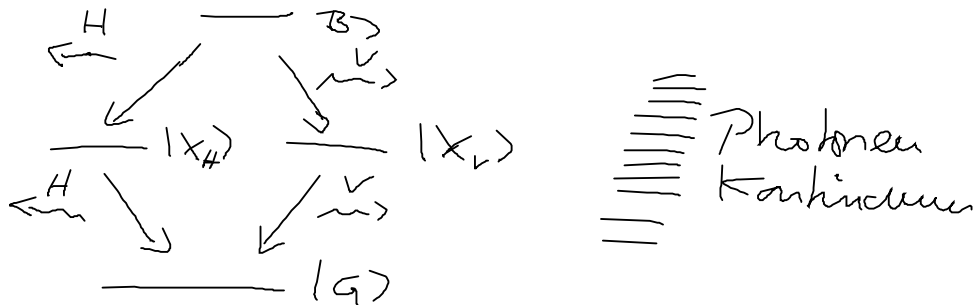 H
B⟩
V
|X_H⟩
|X_V⟩
H
V
|G⟩
Photonen
Kontinuum